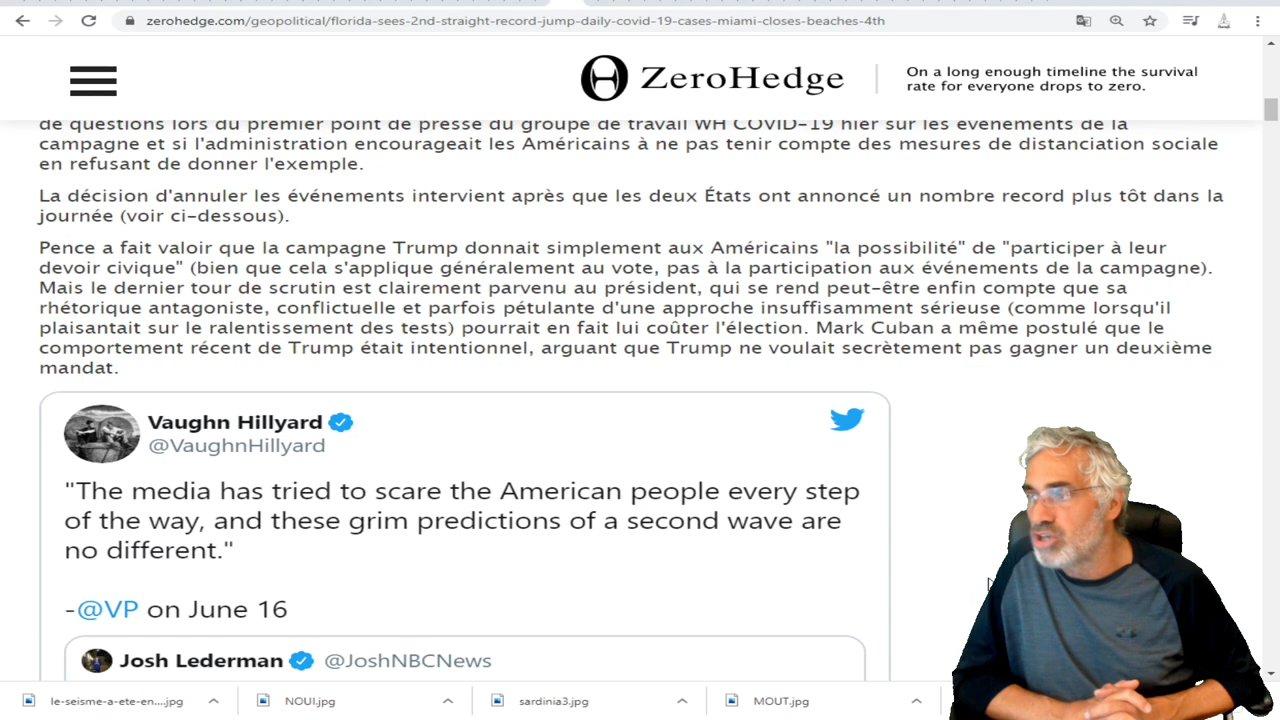 zerohedge.com/geopolitical/florida-sees-2nd-straight-record-jump-daily-covid-19-cases-miami-closes-beaches-4th
ZeroHedge
On a long enough timeline the survival
rate for everyone drops to zero.
de questions lors du premier point de presse du groupe de travail WH COVID-19 hier sur les événements de la
campagne et si l'administration encourageait les Américains à ne pas tenir compte des mesures de distanciation sociale
en refusant de donner l'exemple.
La décision d'annuler les événements intervient après que les deux États ont annoncé un nombre record plus tôt dans la
journée (voir ci-dessous).
Pence a fait valoir que la campagne Trump donnait simplement aux Américains "la possibilité" de "participer à leur
devoir civique" (bien que cela s'applique généralement au vote, pas à la participation aux événements de la campagne).
Mais le dernier tour de scrutin est clairement parvenu au président, qui se rend peut-être enfin compte que sa
rhétorique antagoniste, conflictuelle et parfois pétulante d'une approche insuffisamment sérieuse (comme lorsqu'il
plaisantait sur le ralentissement des tests) pourrait en fait lui coûter l'élection. Mark Cuban a même postulé que le
comportement récent de Trump était intentionnel, arguant que Trump ne voulait secrètement pas gagner un deuxième
mandat.
Vaughn Hillyard
@VaughnHillyard
"The media has tried to scare the American people every step
of the way, and these grim predictions of a second wave are
no different."
-@VP on June 16
Josh Lederman @JoshNBCNews
le-seisme-a-ete-en....jpg
NOUI.jpg
sardinia3.jpg
MOUT.jpg